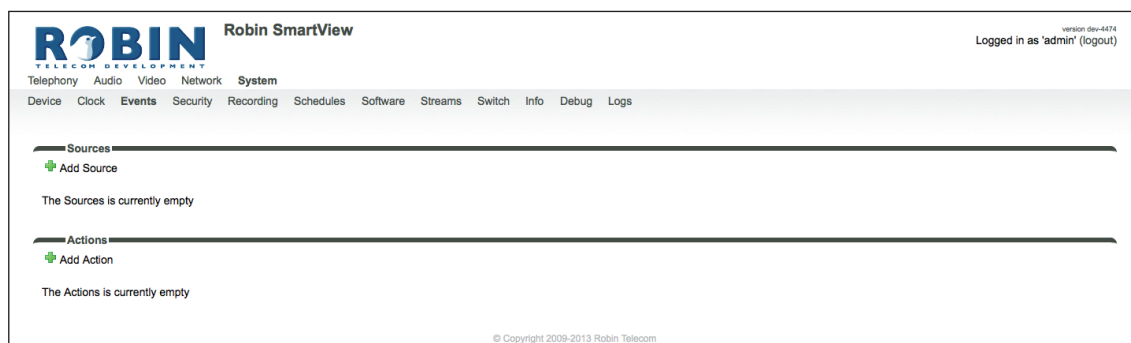 ROBIN
TELECOM DEVELOPMENT
Robin SmartView
version dev-4474
Logged in as 'admin' (logout)
Telephony Audio Video Network System
Device Clock Events Security Recording Schedules Software Streams Switch Info Debug Logs
Sources
Add Source
The Sources is currently empty
Actions
Add Action
The Actions is currently empty
© Copyright 2009-2013 Robin Telecom